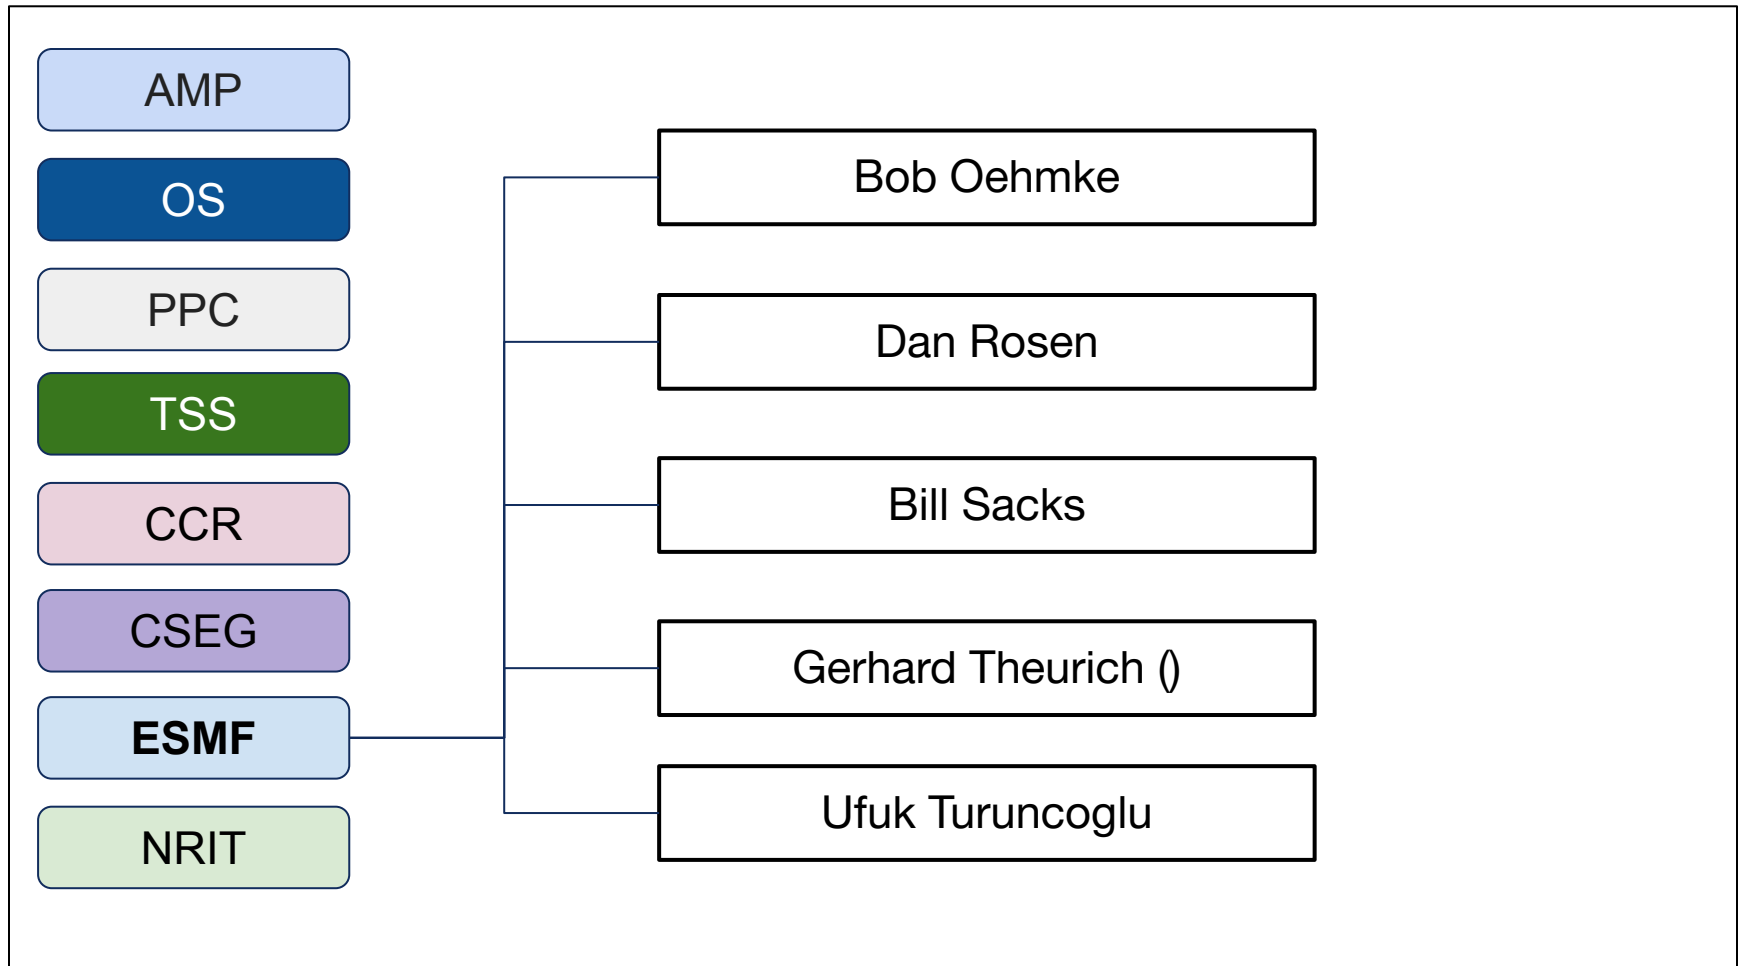 AMP
OS
PPC
TSS
CCR
CSEG
ESMF
NRIT
Bob Oehmke
Dan Rosen
Bill Sacks
Gerhard Theurich ()
Ufuk Turuncoglu